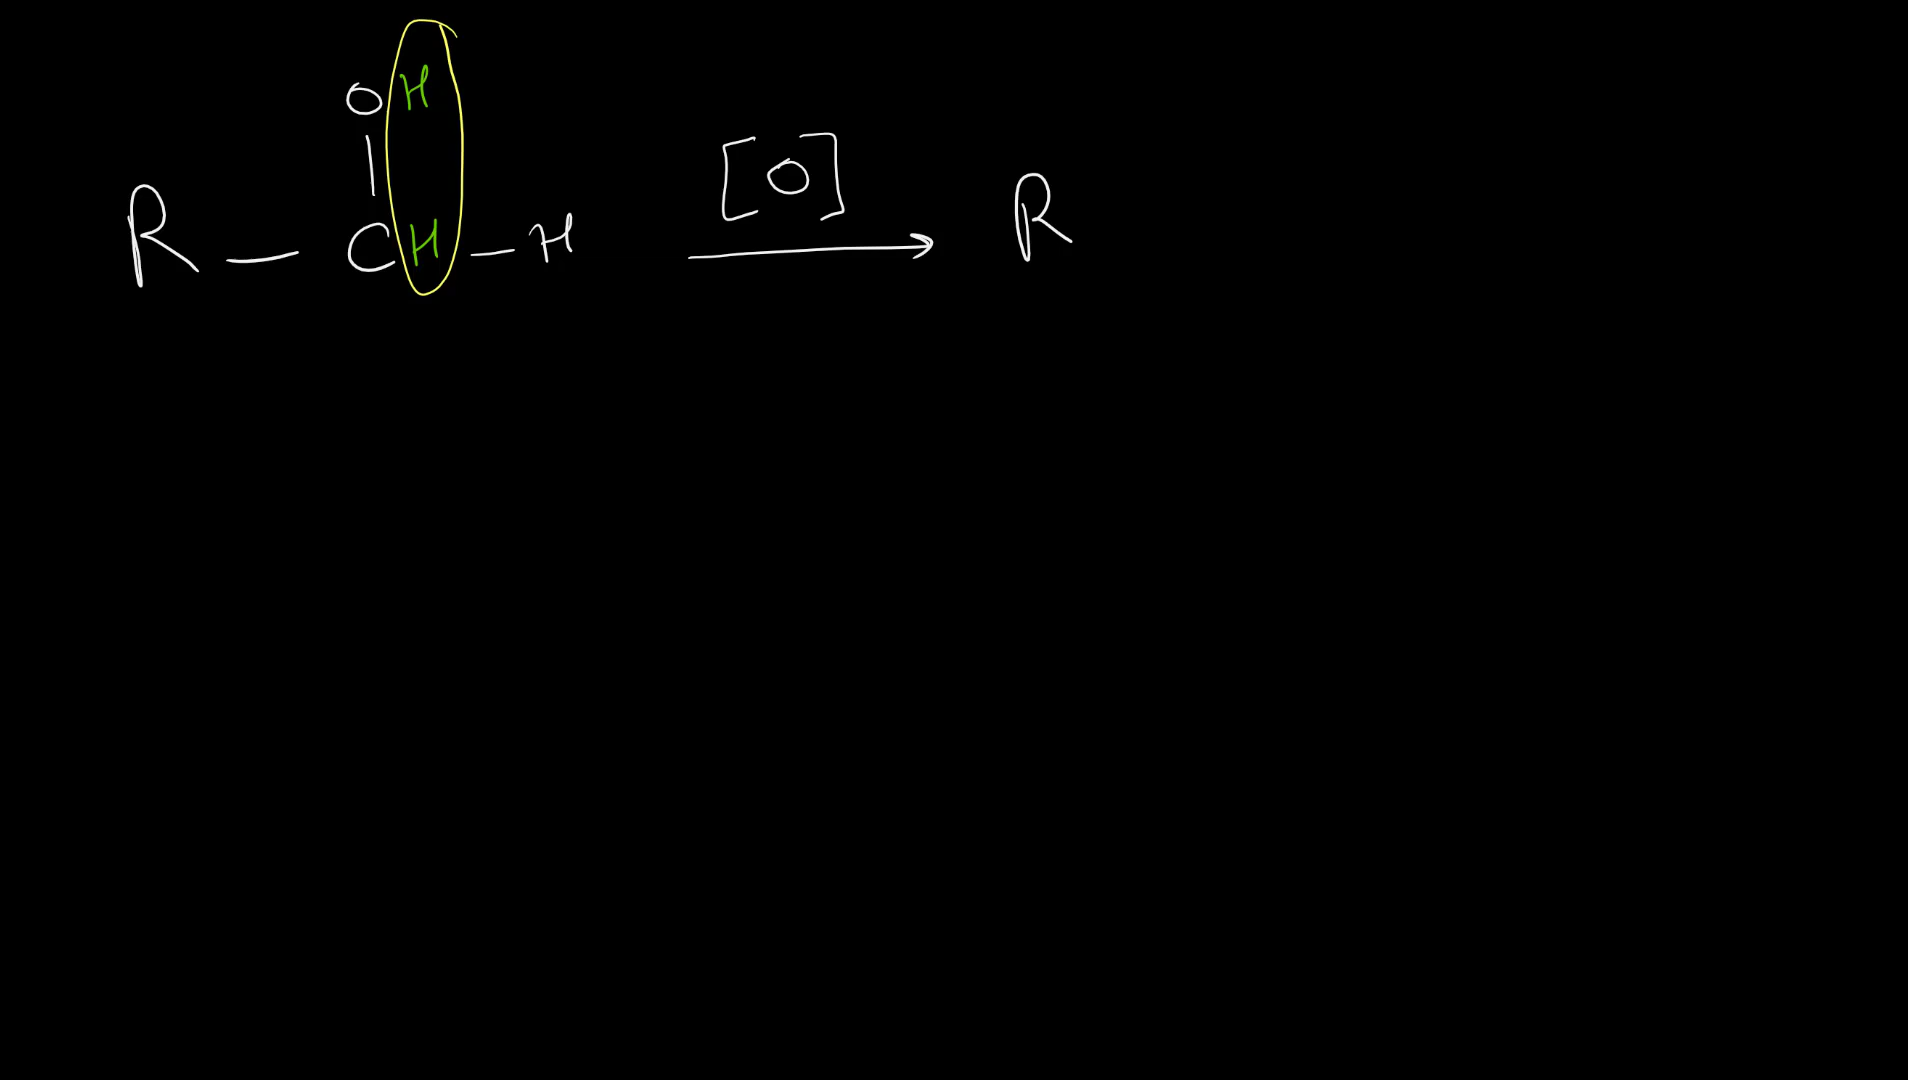 OH
R — CH — H [O] → R